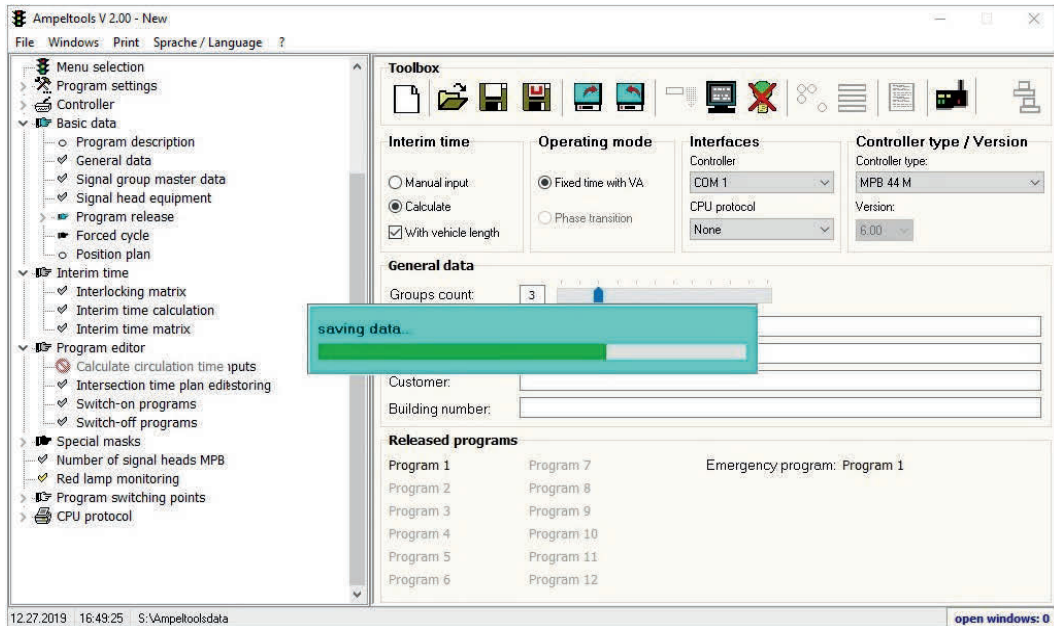 Ampeltools V 2.00 - New
File Windows Print Sprache / Language ?
Menu selection
Program settings
Controller
Basic data
Program description
General data
Signal group master data
Signal head equipment
Program release
Forced cycle
Position plan
Interim time
Interlocking matrix
Interim time calculation
Interim time matrix
Program editor
Calculate circulation time iputs
Intersection time plan editstoring
Switch-on programs
Switch-off programs
Special masks
Number of signal heads MPB
Red lamp monitoring
Program switching points
CPU protocol
Toolbox
Interim time
Manual input
Calculate
With vehicle length
Operating mode
Fixed time with VA
Phase transition
Interfaces
Controller
COM 1
CPU protocol
None
Controller type / Version
Controller type:
MPB 44 M
Version:
6.00
General data
Groups count: 3
saving data..
Customer:
Building number:
Released programs
Program 1 Program 7 Emergency program: Program 1
Program 2 Program 8
Program 3 Program 9
Program 4 Program 10
Program 5 Program 11
Program 6 Program 12
12.27.2019 16:49:25 S:\Ampeltoolsdata open windows: 0